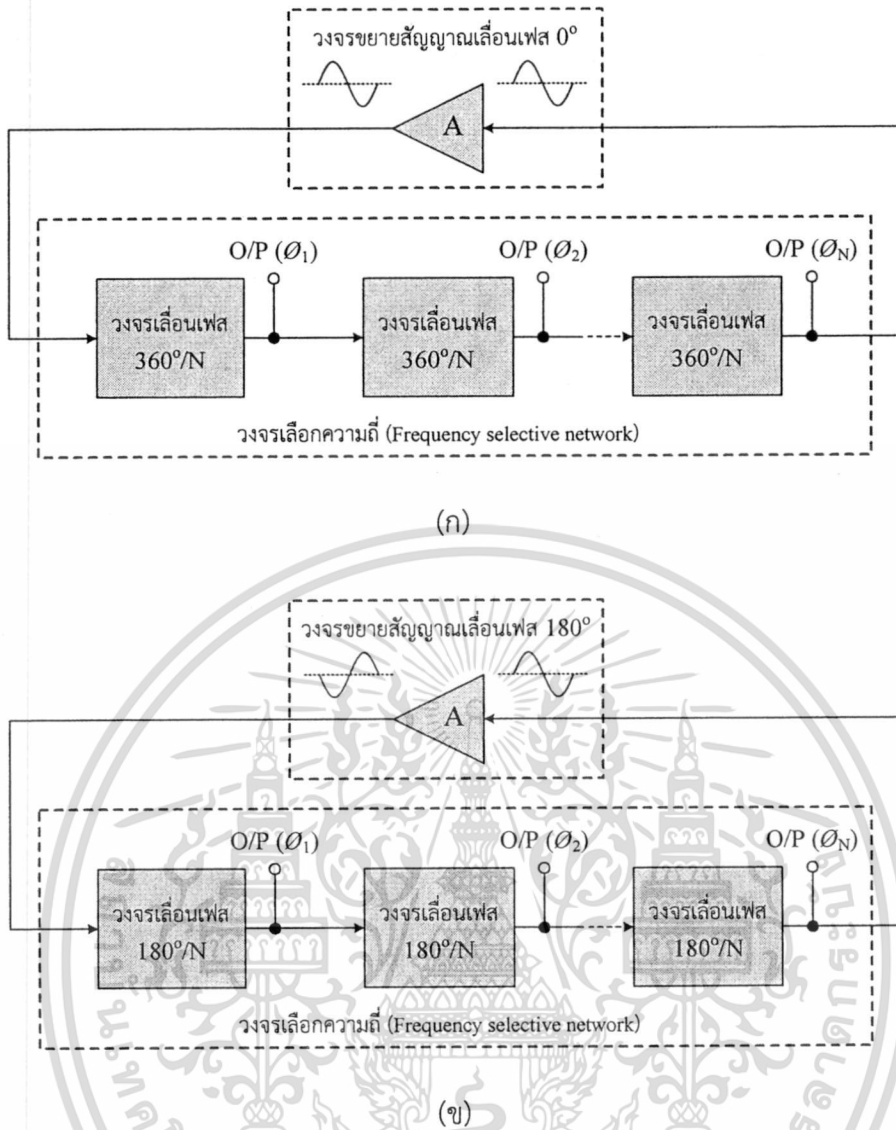 วงจรขยายสัญญาณเลื่อนเฟส 0°
A
O/P (Ø1)
O/P (Ø2)
O/P (ØN)
วงจรเลื่อนเฟส
360°/N
วงจรเลื่อนเฟส
360°/N
วงจรเลื่อนเฟส
360°/N
วงจรเลือกความถี่ (Frequency selective network)
(ก)
วงจรขยายสัญญาณเลื่อนเฟส 180°
A
O/P (Ø1)
O/P (Ø2)
O/P (ØN)
วงจรเลื่อนเฟส
180°/N
วงจรเลื่อนเฟส
180°/N
วงจรเลื่อนเฟส
180°/N
วงจรเลือกความถี่ (Frequency selective network)
(ข)